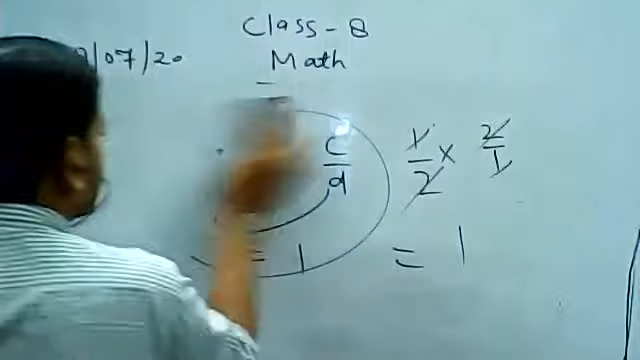 Class-8
/07/20
Math
c/d 1/2 × 2/1
= 1 = 1